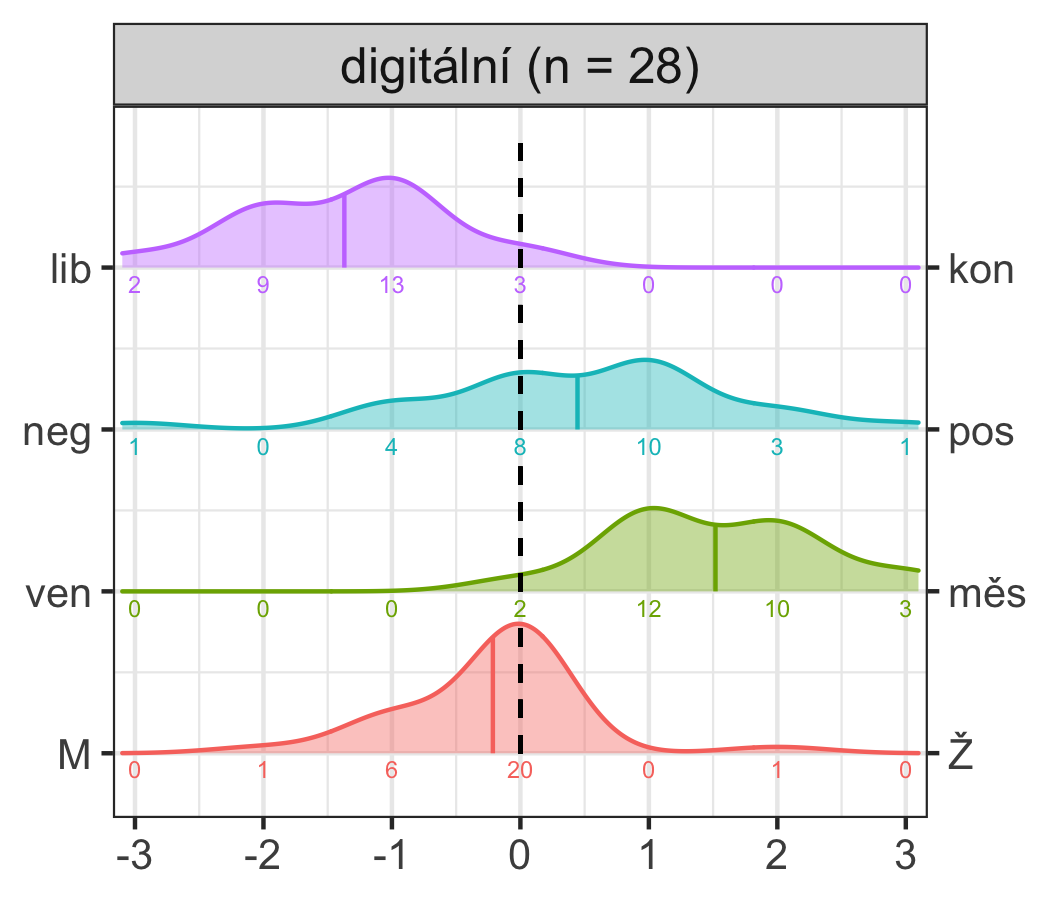 digitální (n = 28)
lib kon
2 9 13 3 0 0 0
neg pos
1 0 4 8 10 3 1
ven měs
0 0 0 2 12 10 3
M Ž
0 1 6 20 0 1 0
-3 -2 -1 0 1 2 3